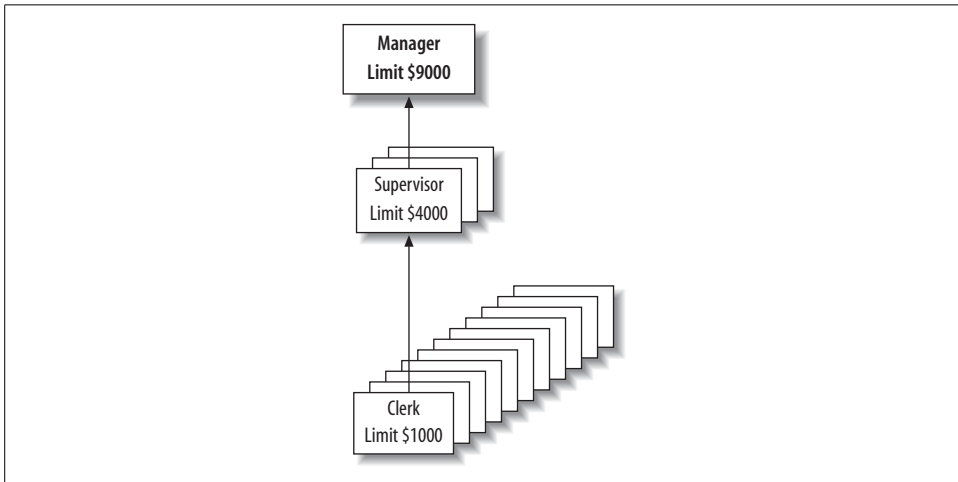 Manager
Limit $9000
Supervisor
Limit $4000
Clerk
Limit $1000